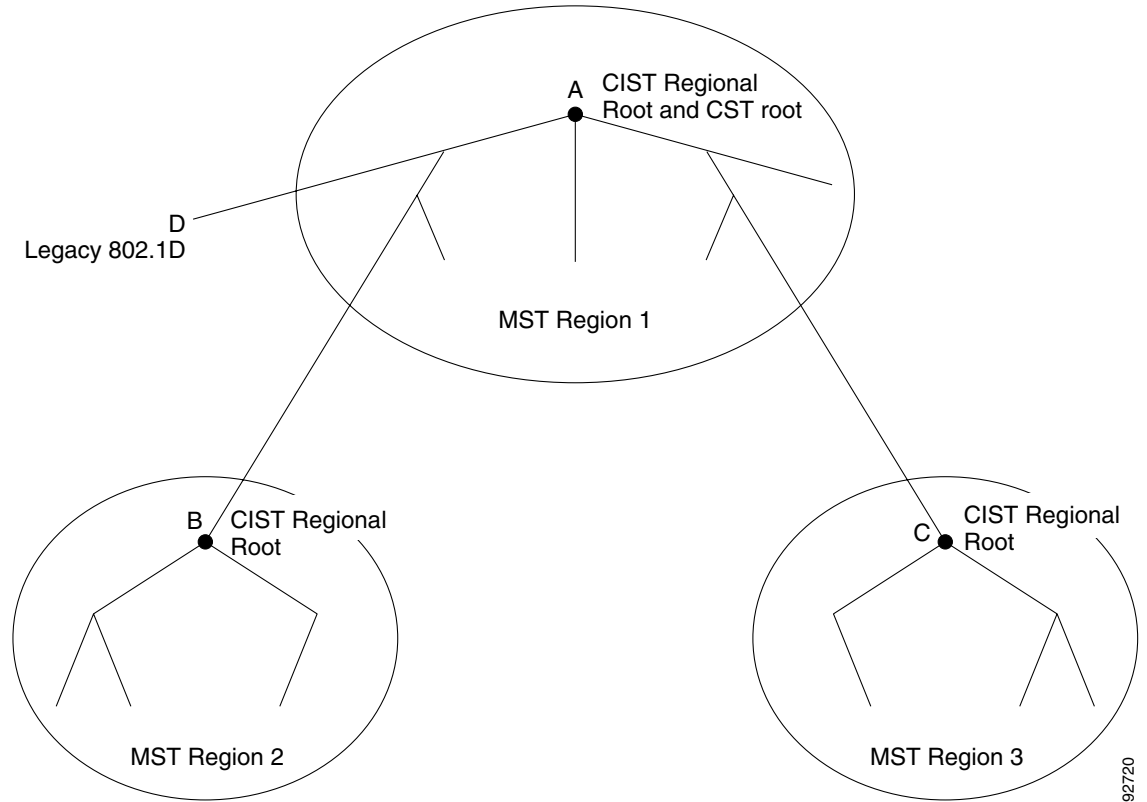 A
CIST Regional
Root and CST root
D
Legacy 802.1D
MST Region 1
B
CIST Regional
Root
C
CIST Regional
Root
MST Region 2
MST Region 3
92720